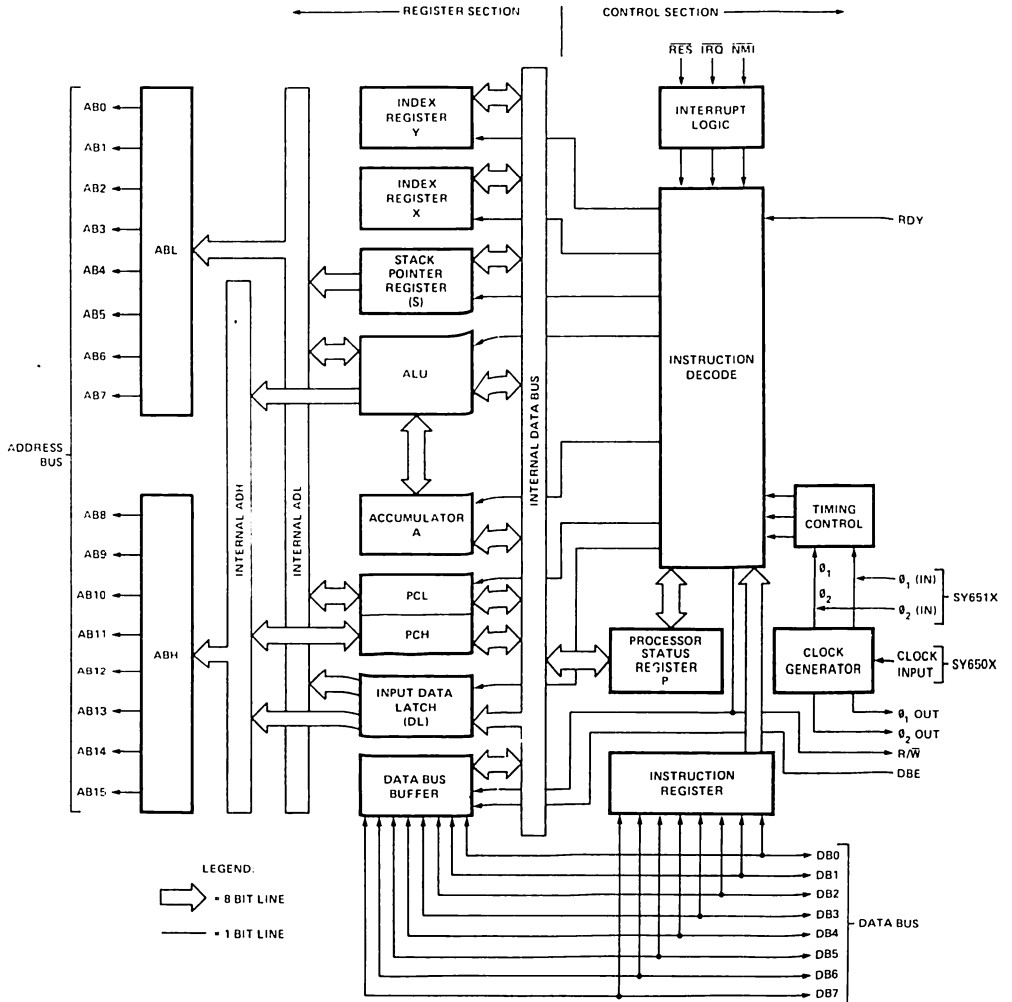 REGISTER SECTION
CONTROL SECTION
RES IRQ NMI
INTERRUPT
LOGIC
INDEX
REGISTER
Y
INDEX
REGISTER
X
STACK
POINTER
REGISTER
(S)
ALU
ACCUMULATOR
A
PCL
PCH
INPUT DATA
LATCH
(DL)
DATA BUS
BUFFER
AB0
AB1
AB2
AB3
AB4
AB5
AB6
AB7
ABL
ADDRESS
BUS
AB8
AB9
AB10
AB11
AB12
AB13
AB14
AB15
ABH
INTERNAL ADH
INTERNAL ADL
INTERNAL DATA BUS
INSTRUCTION
DECODE
RDY
TIMING
CONTROL
Ø1
Ø2
Ø1 (IN)
Ø2 (IN)
SY651X
PROCESSOR
STATUS
REGISTER
P
CLOCK
GENERATOR
CLOCK
INPUT
SY650X
Ø1 OUT
Ø2 OUT
R/W
DBE
INSTRUCTION
REGISTER
DB0
DB1
DB2
DB3
DB4
DB5
DB6
DB7
DATA BUS
LEGEND:
= 8 BIT LINE
= 1 BIT LINE